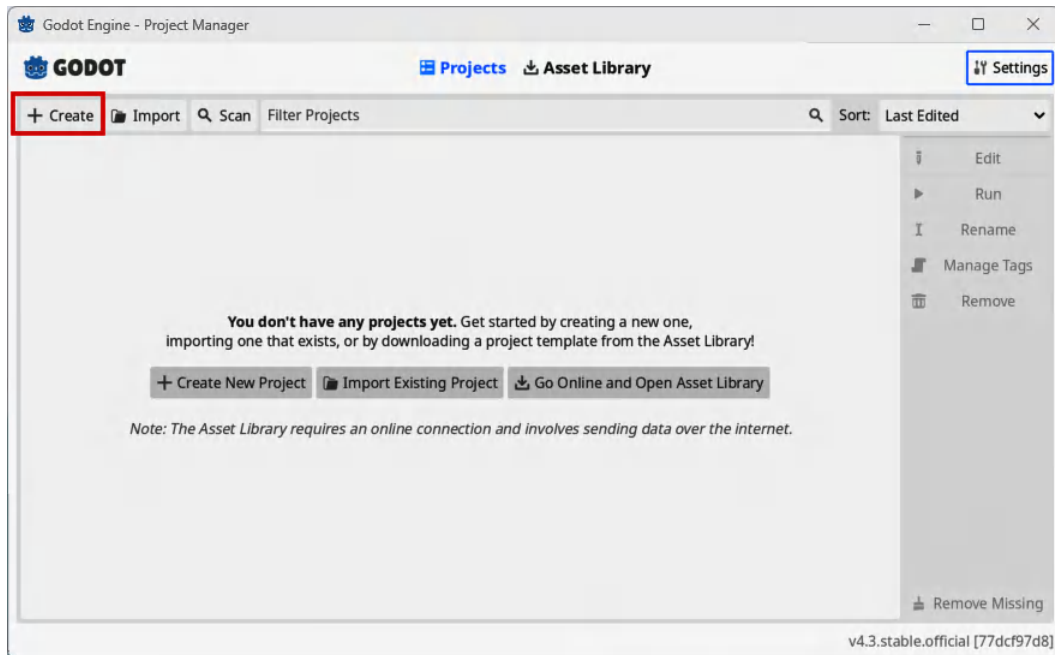 Godot Engine - Project Manager
GODOT
Projects Asset Library
Settings
+ Create Import Scan Filter Projects Sort: Last Edited
Edit
Run
Rename
Manage Tags
Remove
You don't have any projects yet. Get started by creating a new one,
importing one that exists, or by downloading a project template from the Asset Library!
+ Create New Project Import Existing Project Go Online and Open Asset Library
Note: The Asset Library requires an online connection and involves sending data over the internet.
Remove Missing
v4.3.stable.official [77dcf97d8]